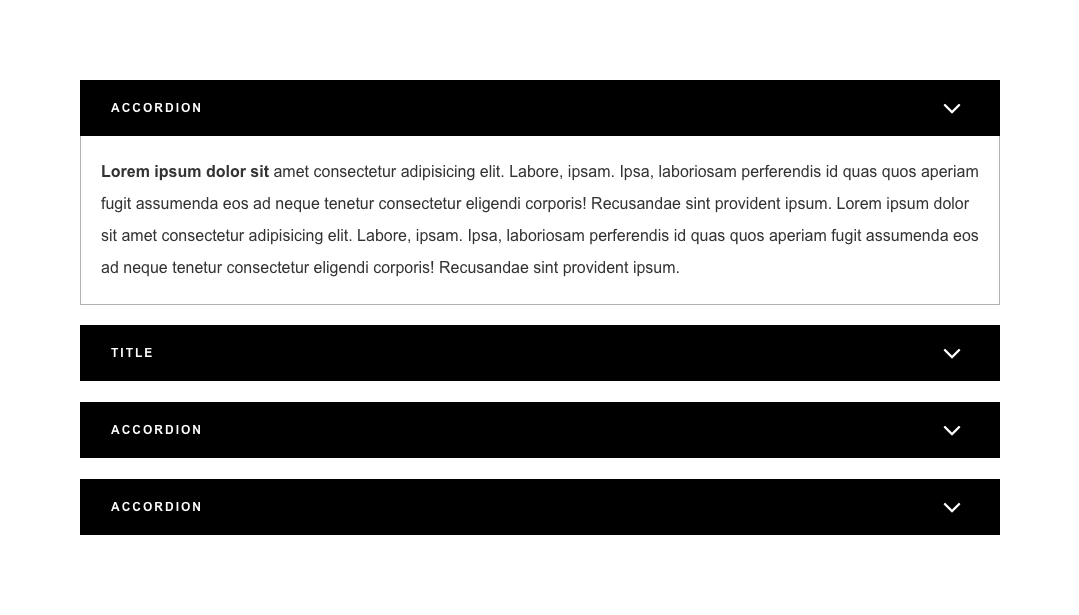 ACCORDION
Lorem ipsum dolor sit amet consectetur adipisicing elit. Labore, ipsam. Ipsa, laboriosam perferendis id quas quos aperiam
fugit assumenda eos ad neque tenetur consectetur eligendi corporis! Recusandae sint provident ipsum. Lorem ipsum dolor
sit amet consectetur adipisicing elit. Labore, ipsam. Ipsa, laboriosam perferendis id quas quos aperiam fugit assumenda eos
ad neque tenetur consectetur eligendi corporis! Recusandae sint provident ipsum.
TITLE
ACCORDION
ACCORDION